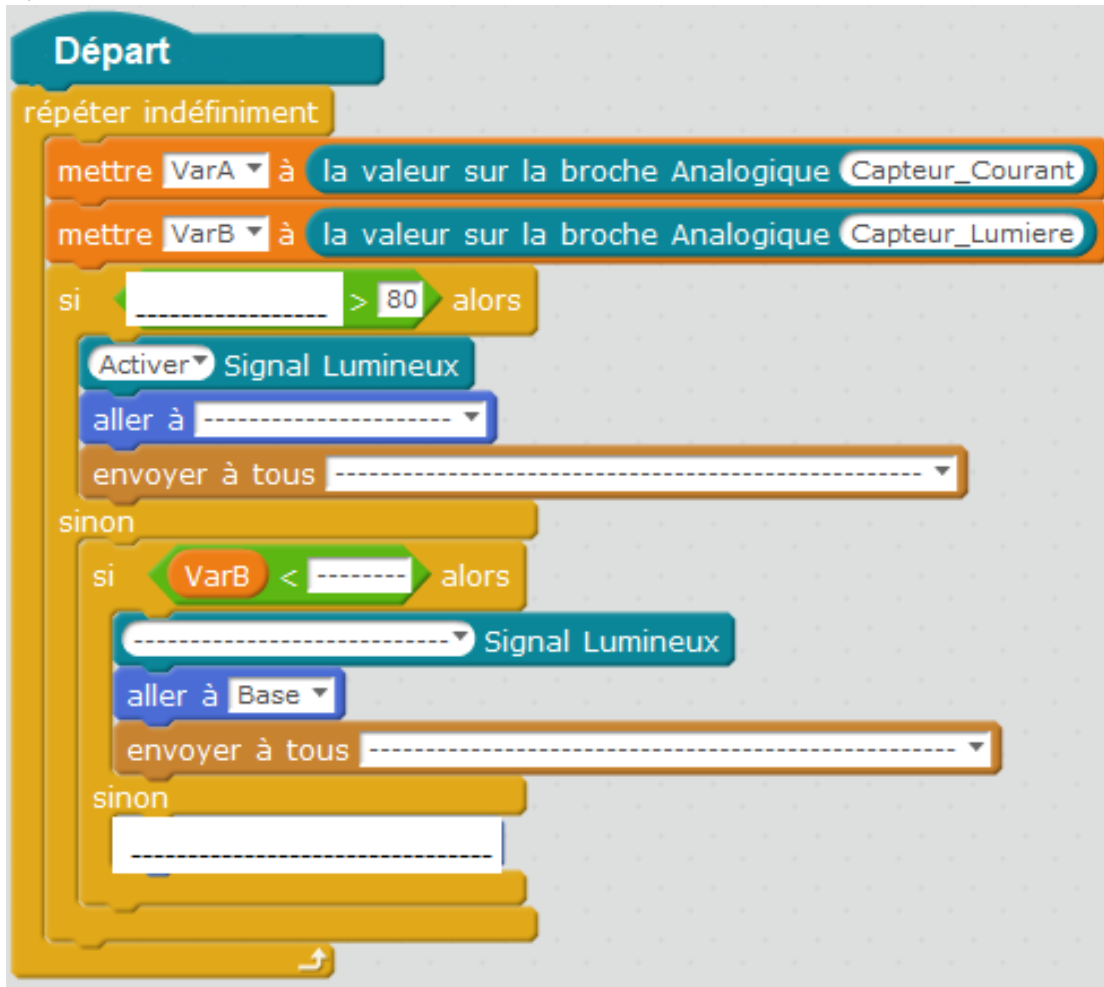 Départ
répéter indéfiniment
mettre VarA à la valeur sur la broche Analogique Capteur_Courant
mettre VarB à la valeur sur la broche Analogique Capteur_Lumiere
si _________________ > 80 alors
Activer Signal Lumineux
aller à ----------------------
envoyer à tous ----------------------------------------------------
sinon
si VarB < -------- alors
---------------------------- Signal Lumineux
aller à Base
envoyer à tous ----------------------------------------------------
sinon
________________________________